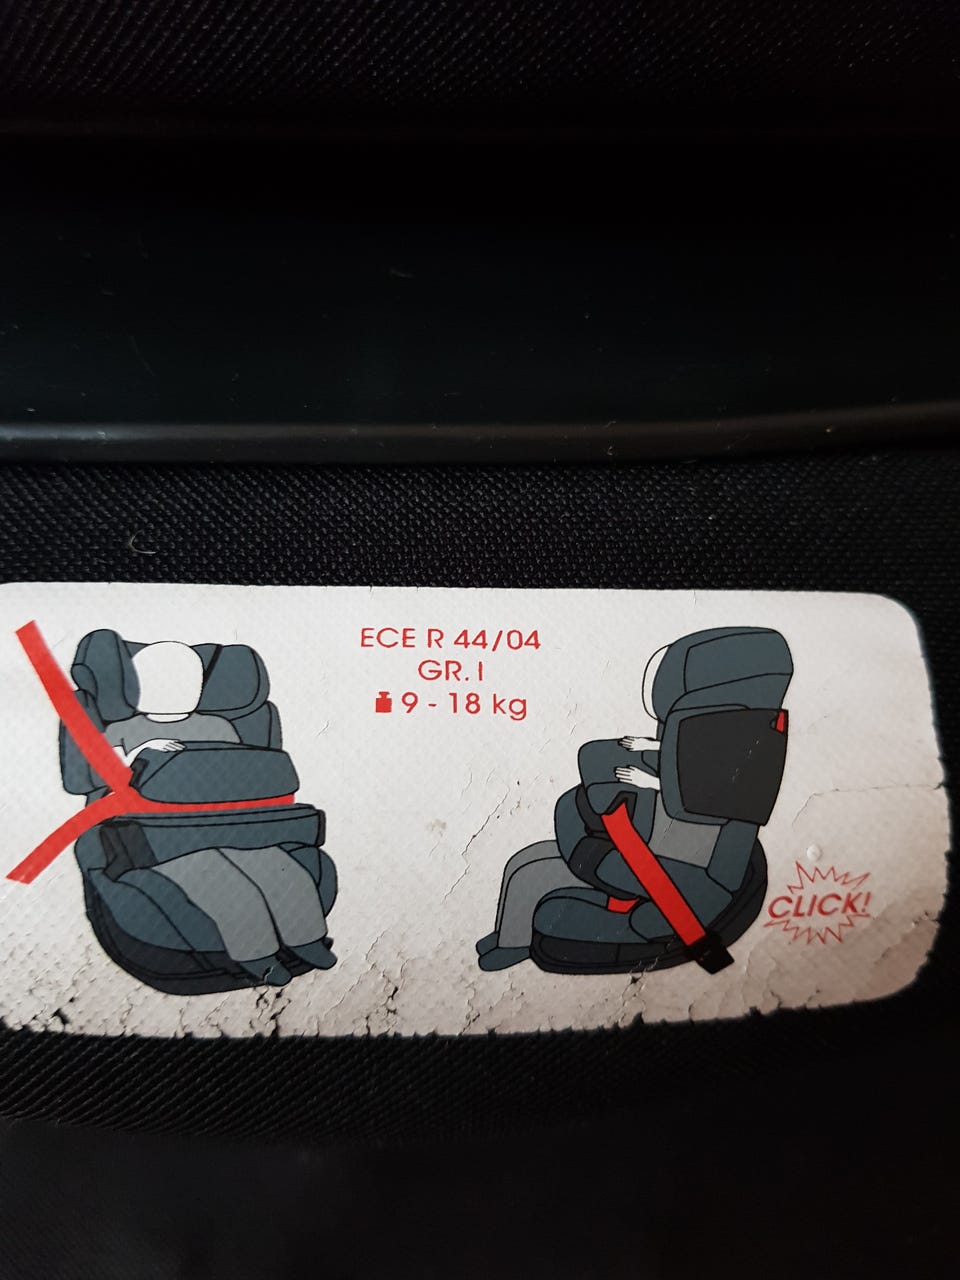 ECE R 44/04
GR. I
9 - 18 kg
CLICK!